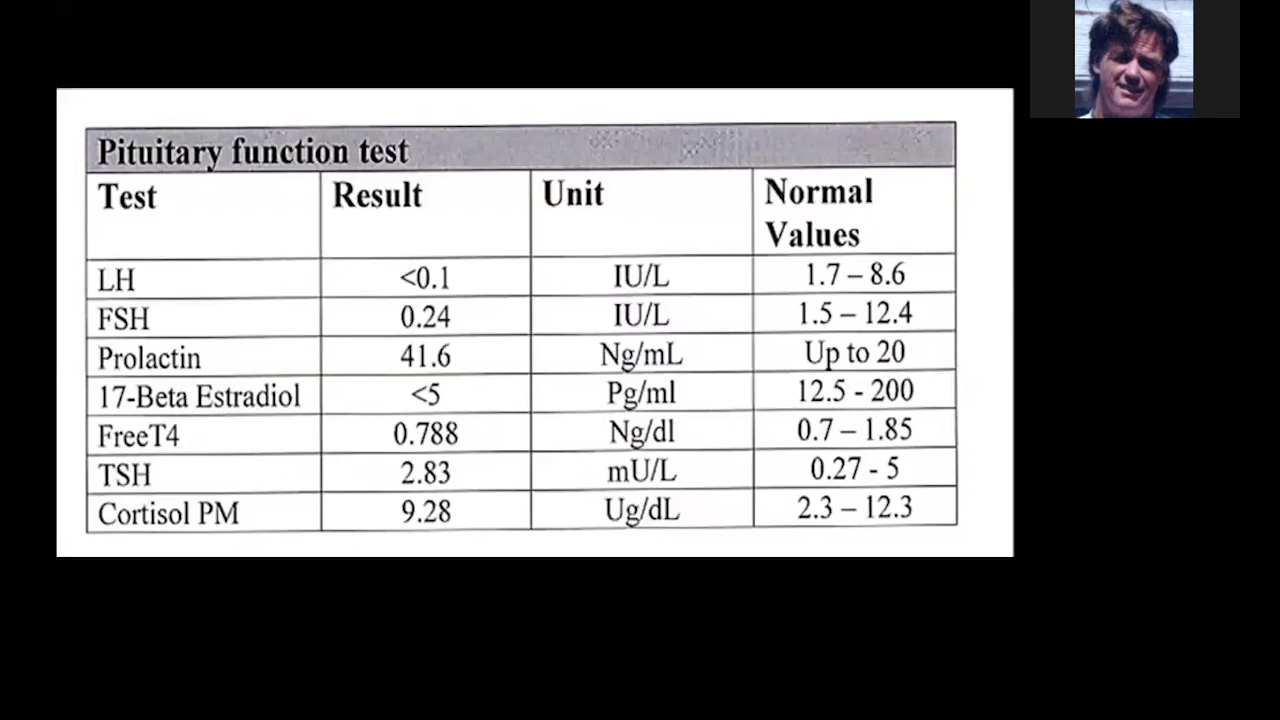 Pituitary function test
Test Result Unit Normal Values
LH <0.1 IU/L 1.7 – 8.6
FSH 0.24 IU/L 1.5 – 12.4
Prolactin 41.6 Ng/mL Up to 20
17-Beta Estradiol <5 Pg/ml 12.5 - 200
FreeT4 0.788 Ng/dl 0.7 – 1.85
TSH 2.83 mU/L 0.27 - 5
Cortisol PM 9.28 Ug/dL 2.3 – 12.3